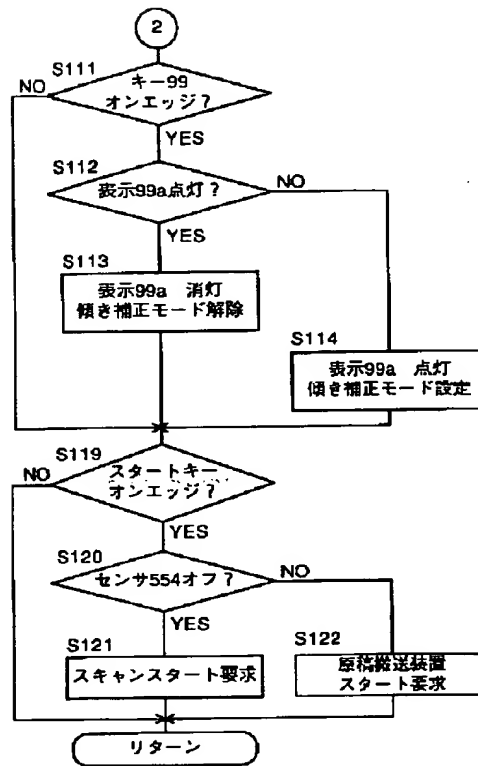 2
S111
NO
キー99
オンエッジ?
YES
S112
表示99a点灯?
NO
YES
S113
表示99a 消灯
傾き補正モード解除
S114
表示99a 点灯
傾き補正モード設定
S119
NO
スタートキー
オンエッジ?
YES
S120
センサ554オフ?
NO
YES
S121
スキャンスタート要求
S122
原稿搬送装置
スタート要求
リターン